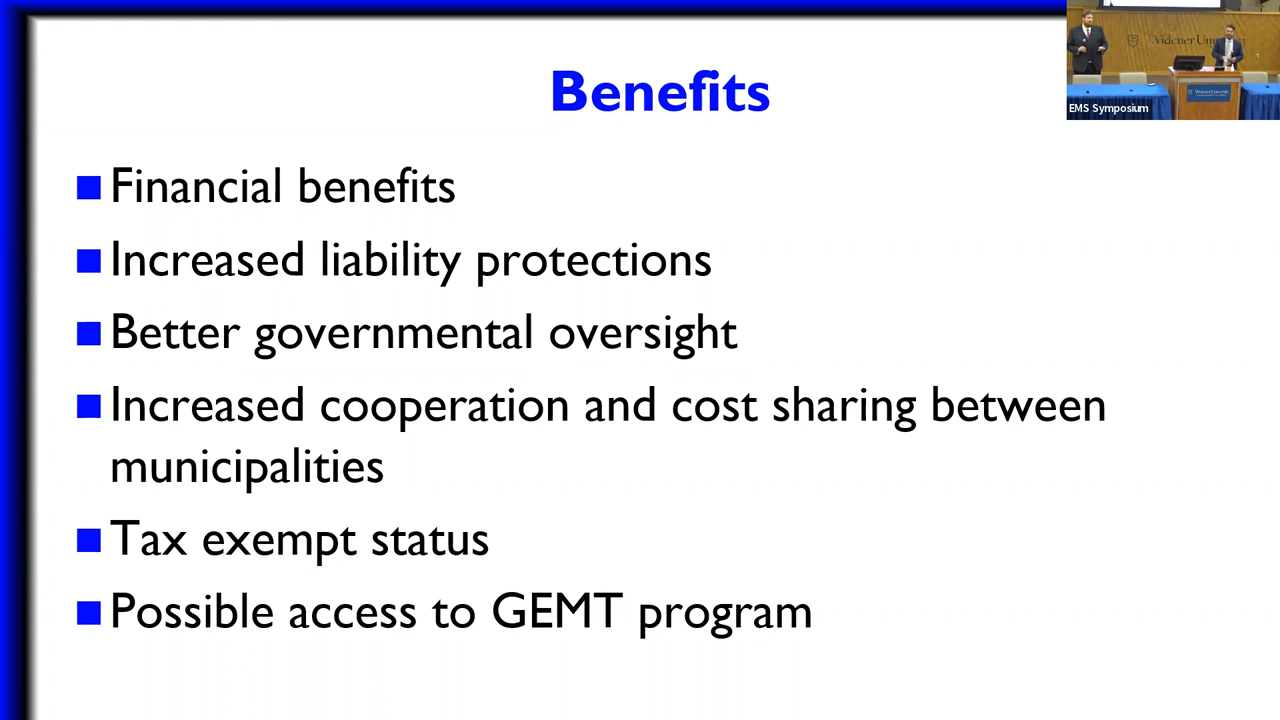 Benefits
Financial benefits
Increased liability protections
Better governmental oversight
Increased cooperation and cost sharing between
municipalities
Tax exempt status
Possible access to GEMT program
Widener
EMS Symposium